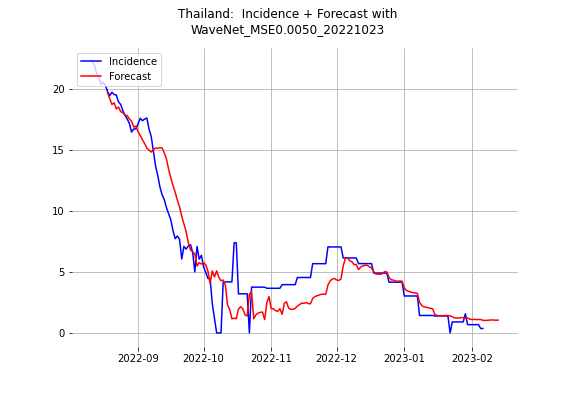 Thailand:  Incidence + Forecast with
WaveNet_MSE0.0050_20221023
Incidence
Forecast
20
15
10
5
0
2022-09
2022-10
2022-11
2022-12
2023-01
2023-02